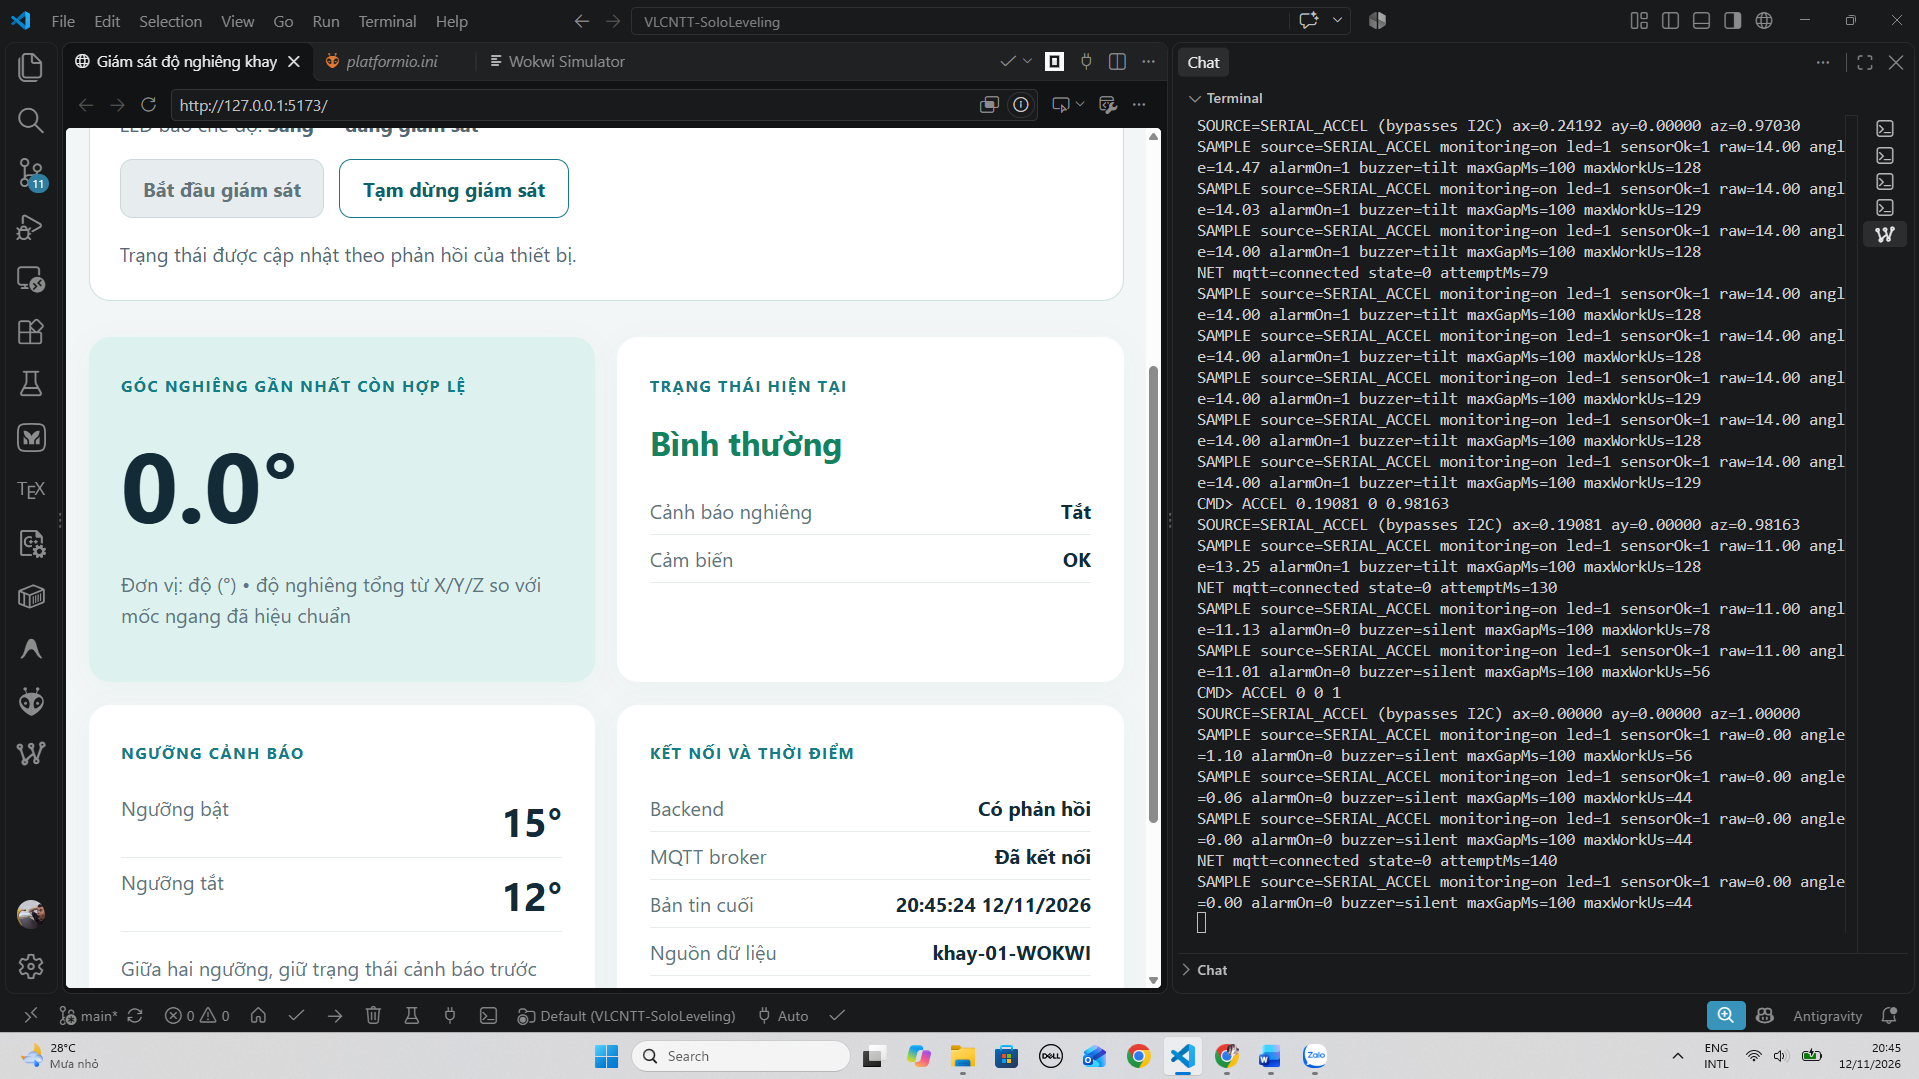 File Edit Selection View Go Run Terminal Help
VLCNTT-SoloLeveling
Giám sát độ nghiêng khay
platformio.ini
Wokwi Simulator
http://127.0.0.1:5173/
Bắt đầu giám sát
Tạm dừng giám sát
Trạng thái được cập nhật theo phản hồi của thiết bị.
GÓC NGHIÊNG GẦN NHẤT CÒN HỢP LỆ
0.0°
Đơn vị: độ (°) • độ nghiêng tổng từ X/Y/Z so với
mốc ngang đã hiệu chuẩn
TRẠNG THÁI HIỆN TẠI
Bình thường
Cảnh báo nghiêng Tắt
Cảm biến OK
NGƯỠNG CẢNH BÁO
Ngưỡng bật 15°
Ngưỡng tắt 12°
Giữa hai ngưỡng, giữ trạng thái cảnh báo trước
KẾT NỐI VÀ THỜI ĐIỂM
Backend Có phản hồi
MQTT broker Đã kết nối
Bản tin cuối 20:45:24 12/11/2026
Nguồn dữ liệu khay-01-WOKWI
Chat
Terminal
SOURCE=SERIAL_ACCEL (bypasses I2C) ax=0.24192 ay=0.00000 az=0.97030
SAMPLE source=SERIAL_ACCEL monitoring=on led=1 sensorOk=1 raw=14.00 angl
e=14.47 alarmOn=1 buzzer=tilt maxGapMs=100 maxWorkUs=128
SAMPLE source=SERIAL_ACCEL monitoring=on led=1 sensorOk=1 raw=14.00 angl
e=14.03 alarmOn=1 buzzer=tilt maxGapMs=100 maxWorkUs=129
SAMPLE source=SERIAL_ACCEL monitoring=on led=1 sensorOk=1 raw=14.00 angl
e=14.00 alarmOn=1 buzzer=tilt maxGapMs=100 maxWorkUs=128
NET mqtt=connected state=0 attemptMs=79
SAMPLE source=SERIAL_ACCEL monitoring=on led=1 sensorOk=1 raw=14.00 angl
e=14.00 alarmOn=1 buzzer=tilt maxGapMs=100 maxWorkUs=128
SAMPLE source=SERIAL_ACCEL monitoring=on led=1 sensorOk=1 raw=14.00 angl
e=14.00 alarmOn=1 buzzer=tilt maxGapMs=100 maxWorkUs=128
SAMPLE source=SERIAL_ACCEL monitoring=on led=1 sensorOk=1 raw=14.00 angl
e=14.00 alarmOn=1 buzzer=tilt maxGapMs=100 maxWorkUs=129
SAMPLE source=SERIAL_ACCEL monitoring=on led=1 sensorOk=1 raw=14.00 angl
e=14.00 alarmOn=1 buzzer=tilt maxGapMs=100 maxWorkUs=128
SAMPLE source=SERIAL_ACCEL monitoring=on led=1 sensorOk=1 raw=14.00 angl
e=14.00 alarmOn=1 buzzer=tilt maxGapMs=100 maxWorkUs=129
CMD> ACCEL 0.19081 0 0.98163
SOURCE=SERIAL_ACCEL (bypasses I2C) ax=0.19081 ay=0.00000 az=0.98163
SAMPLE source=SERIAL_ACCEL monitoring=on led=1 sensorOk=1 raw=11.00 angl
e=13.25 alarmOn=1 buzzer=tilt maxGapMs=100 maxWorkUs=128
NET mqtt=connected state=0 attemptMs=130
SAMPLE source=SERIAL_ACCEL monitoring=on led=1 sensorOk=1 raw=11.00 angl
e=11.13 alarmOn=0 buzzer=silent maxGapMs=100 maxWorkUs=78
SAMPLE source=SERIAL_ACCEL monitoring=on led=1 sensorOk=1 raw=11.00 angl
e=11.01 alarmOn=0 buzzer=silent maxGapMs=100 maxWorkUs=56
CMD> ACCEL 0 0 1
SOURCE=SERIAL_ACCEL (bypasses I2C) ax=0.00000 ay=0.00000 az=1.00000
SAMPLE source=SERIAL_ACCEL monitoring=on led=1 sensorOk=1 raw=0.00 angle
=1.10 alarmOn=0 buzzer=silent maxGapMs=100 maxWorkUs=56
SAMPLE source=SERIAL_ACCEL monitoring=on led=1 sensorOk=1 raw=0.00 angle
=0.06 alarmOn=0 buzzer=silent maxGapMs=100 maxWorkUs=44
SAMPLE source=SERIAL_ACCEL monitoring=on led=1 sensorOk=1 raw=0.00 angle
=0.00 alarmOn=0 buzzer=silent maxGapMs=100 maxWorkUs=44
NET mqtt=connected state=0 attemptMs=140
SAMPLE source=SERIAL_ACCEL monitoring=on led=1 sensorOk=1 raw=0.00 angle
=0.00 alarmOn=0 buzzer=silent maxGapMs=100 maxWorkUs=44
Chat
11
TEX
main* 0 0 Default (VLCNTT-SoloLeveling) Auto Antigravity
28°C
Mưa nhỏ
Search
DELL
Zalo
ENG
INTL
20:45
12/11/2026